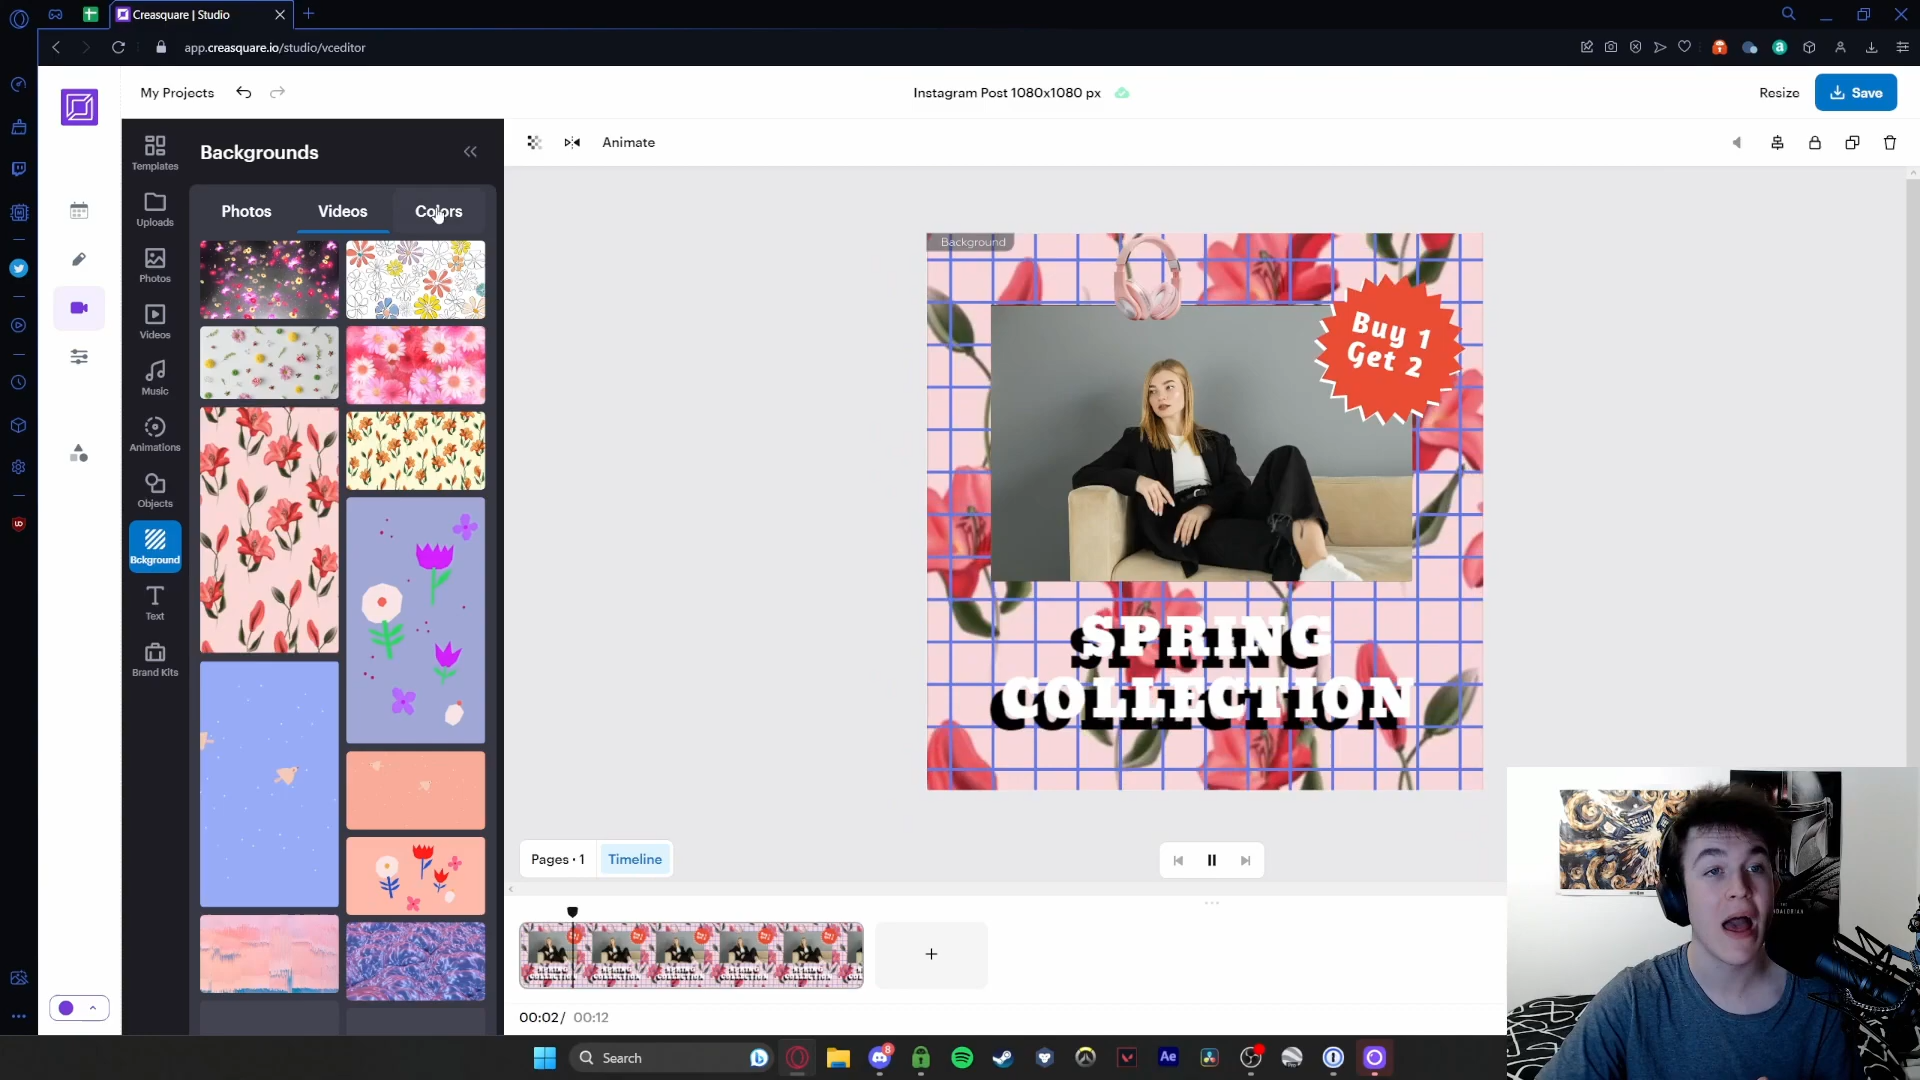 Creasquare | Studio
app.creasquare.io/studio/vceditor
My Projects
Instagram Post 1080x1080 px
Resize
Save
Templates
Uploads
Photos
Videos
Music
Animations
Objects
Bckground
Text
Brand Kits
Backgrounds
Photos
Videos
Colors
Animate
Background
Buy 1
Get 2
SPRING
COLLECTION
Pages • 1
Timeline
00:02 / 00:12
Search
8
Ae